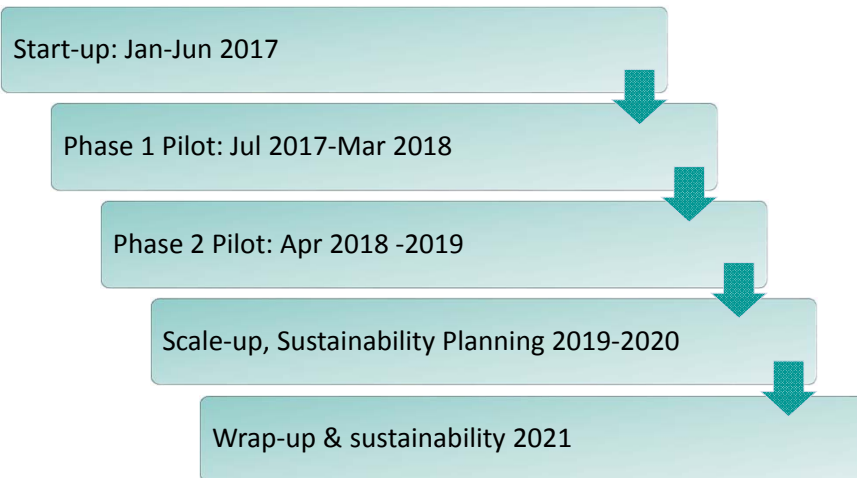 Start-up: Jan-Jun 2017
Phase 1 Pilot: Jul 2017-Mar 2018
Phase 2 Pilot: Apr 2018 -2019
Scale-up, Sustainability Planning 2019-2020
Wrap-up & sustainability 2021